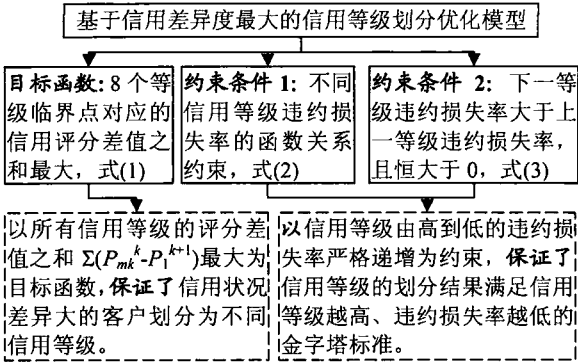 基于信用差异度最大的信用等级划分优化模型
目标函数: 8 个等
级临界点对应的
信用评分差值之
和最大，式(1)
约束条件 1: 不同
信用等级违约损
失率的函数关系
约束，式(2)
约束条件 2: 下一等
级违约损失率大于上
一等级违约损失率，
且恒大于 0，式(3)
以所有信用等级的评分差
值之和 Σ(Pₘₖᵏ-P₁ᵏ⁺¹)最大为
目标函数，保证了信用状况
差异大的客户划分为不同
信用等级。
以信用等级由高到低的违约损
失率严格递增为约束，保证了
信用等级的划分结果满足信用
等级越高、违约损失率越低的
金字塔标准。